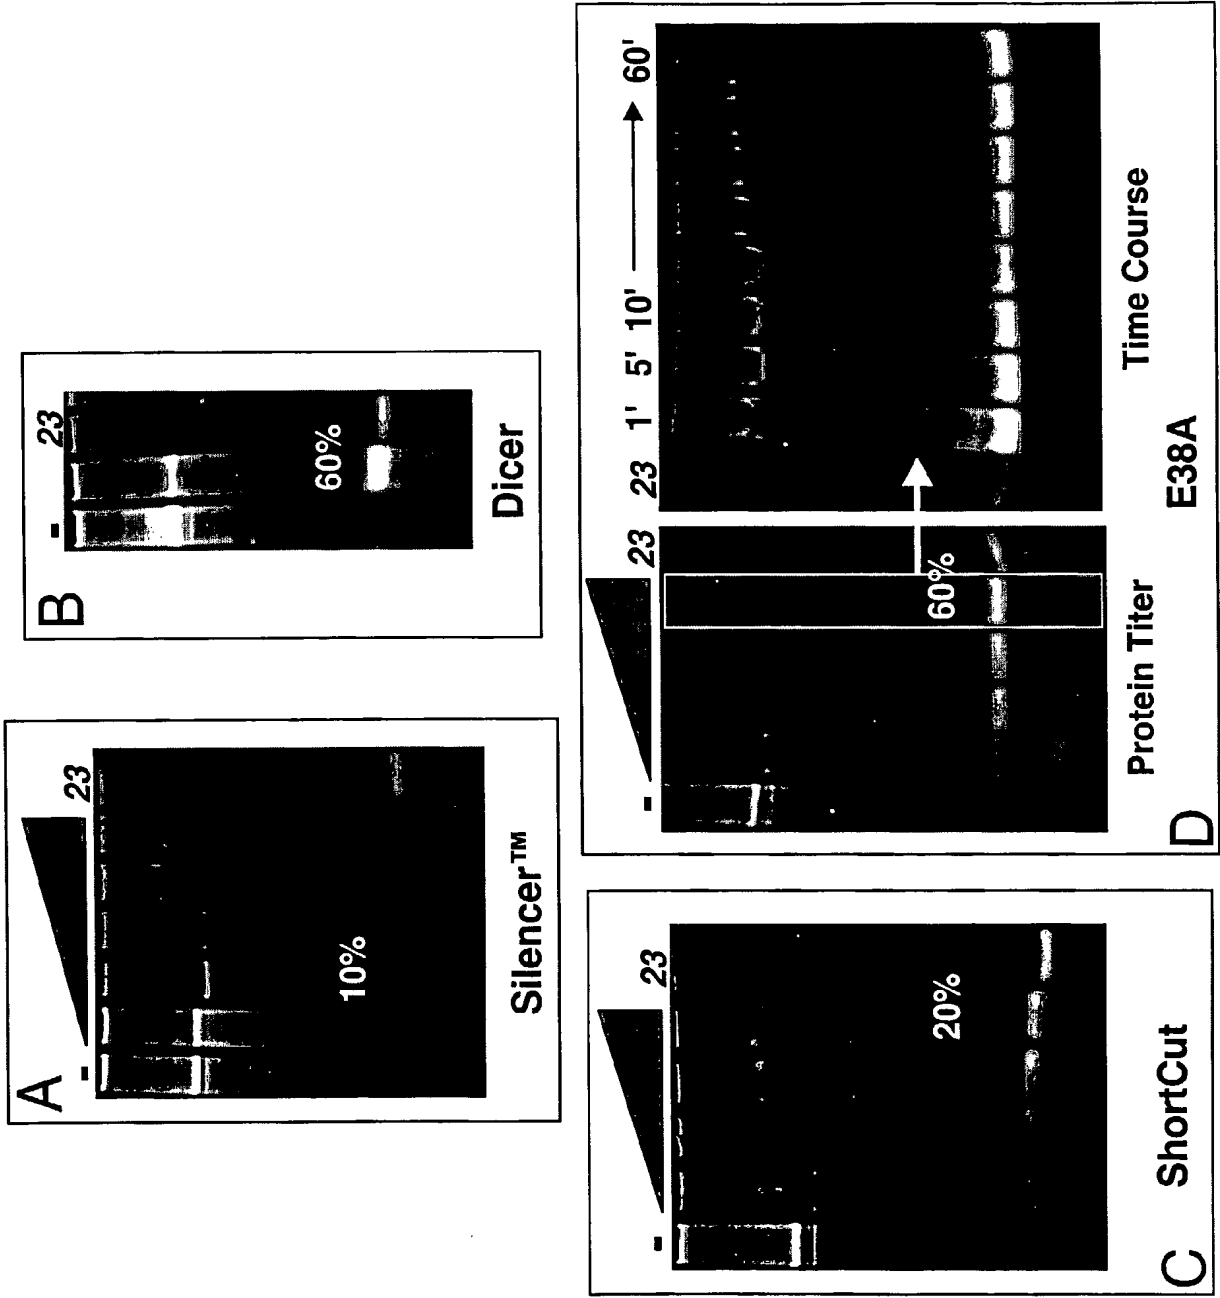 A
-
23
10%
Silencer™
B
-
23
60%
Dicer
C
-
23
20%
ShortCut
D
-
23
60%
Protein Titer
23 1' 5' 10' 60'
Time Course
E38A